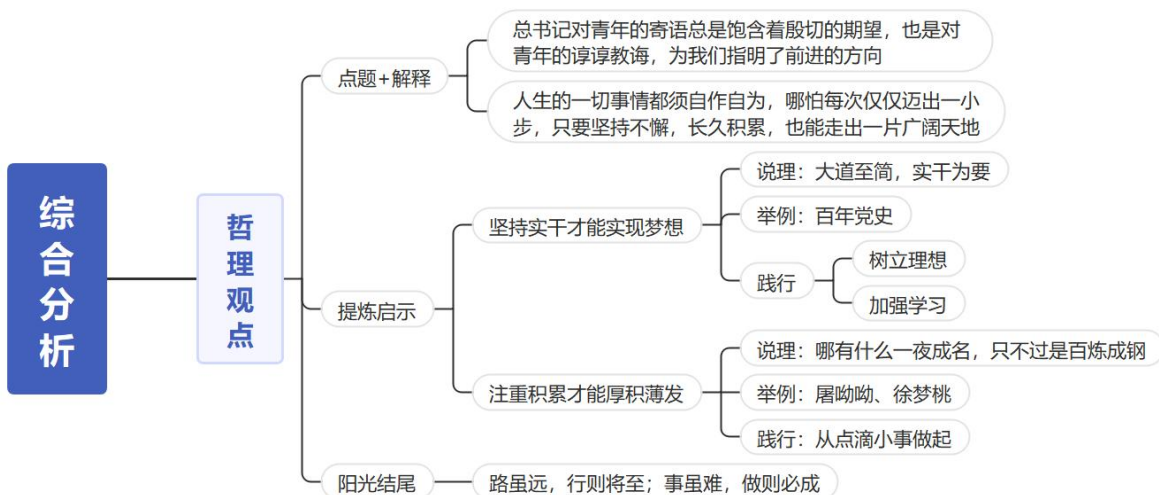 综合分析
哲理观点
点题+解释
总书记对青年的寄语总是饱含着殷切的期望，也是对
青年的谆谆教诲，为我们指明了前进的方向
人生的一切事情都须自作自为，哪怕每次仅仅迈出一小
步，只要坚持不懈，长久积累，也能走出一片广阔天地
提炼启示
坚持实干才能实现梦想
说理：大道至简，实干为要
举例：百年党史
践行
树立理想
加强学习
注重积累才能厚积薄发
说理：哪有什么一夜成名，只不过是百炼成钢
举例：屠呦呦、徐梦桃
践行：从点滴小事做起
阳光结尾
路虽远，行则将至；事虽难，做则必成